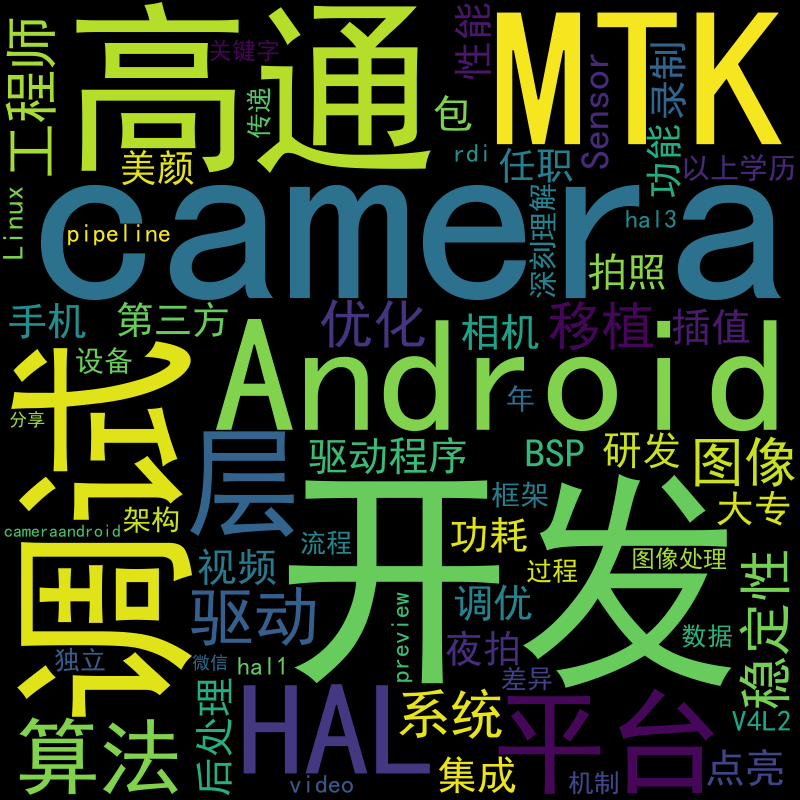 工程师
高通
关键字
传递
性能
MTK
包
Sensor
录制
美颜
rdi
任职
功能
以上学历
Linux
pipeline
camera
深刻理解
hal3
拍照
手机
第三方
优化
相机
移植
插值
设备
调试
Android
年
分享
层
驱动程序
BSP
研发
图像
框架
大专
架构
cameraandroid
开发
流程
功耗
过程
图像处理
视频
驱动
preview
调优
稳定性
独立
微信
hal1
夜拍
差异
数据
后处理
HAL
系统
平台
V4L2
算法
video
集成
机制
点亮